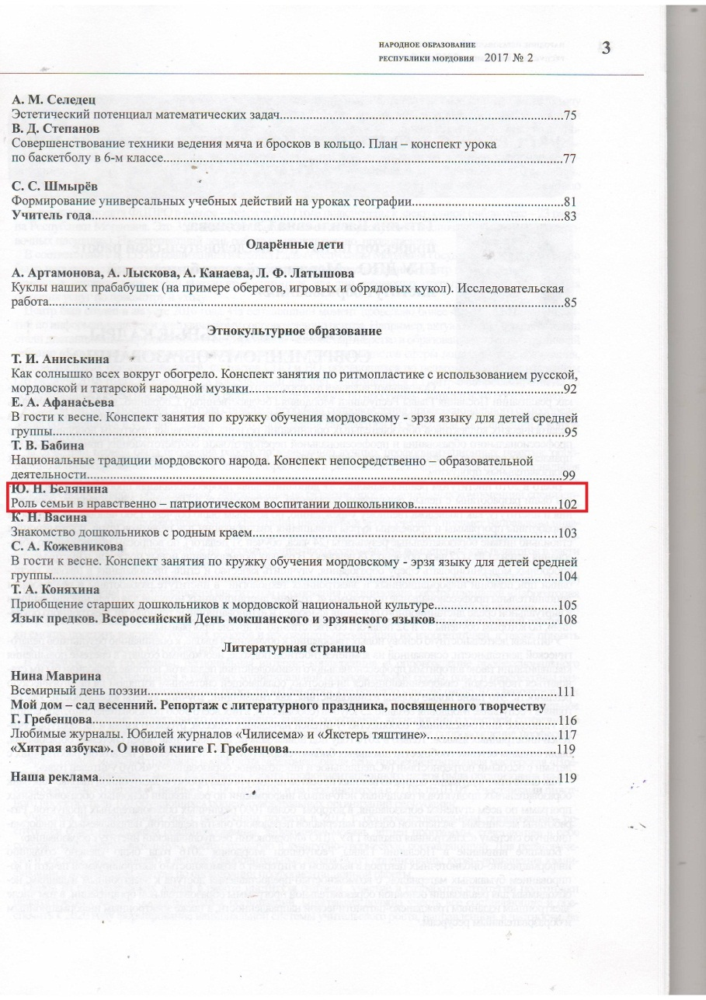 НАРОДНОЕ ОБРАЗОВАНИЕ
РЕСПУБЛИКИ МОРДОВИЯ 2017 № 2
3
А. М. Селедец
Эстетический потенциал математических задач....75
В. Д. Степанов
Совершенствование техники ведения мяча и бросков в кольцо. План – конспект урока
по баскетболу в 6-м классе....77
С. С. Шмырёв
Формирование универсальных учебных действий на уроках географии....81
Учитель года....83
Одарённые дети
А. Артамонова, А. Лыскова, А. Канаева, Л. Ф. Латышова
Куклы наших прабабушек (на примере оберегов, игровых и обрядовых кукол). Исследовательская
работа....85
Этнокультурное образование
Т. И. Аниськина
Как солнышко всех вокруг обогрело. Конспект занятия по ритмопластике с использованием русской,
мордовской и татарской народной музыки....92
Е. А. Афанасьева
В гости к весне. Конспект занятия по кружку обучения мордовскому - эрзя языку для детей средней
группы....95
Т. В. Бабина
Национальные традиции мордовского народа. Конспект непосредственно – образовательной
деятельности....99
Ю. Н. Белянина
Роль семьи в нравственно – патриотическом воспитании дошкольников....102
К. Н. Васина
Знакомство дошкольников с родным краем....103
С. А. Кожевникова
В гости к весне. Конспект занятия по кружку обучения мордовскому - эрзя языку для детей средней
группы....104
Т. А. Коняхина
Приобщение старших дошкольников к мордовской национальной культуре....105
Язык предков. Всероссийский День мокшанского и эрзянского языков....108
Литературная страница
Нина Маврина
Всемирный день поэзии....111
Мой дом – сад весенний. Репортаж с литературного праздника, посвященного творчеству
Г. Гребенцова....116
Любимые журналы. Юбилей журналов «Чилисема» и «Якстерь тяштине»....117
«Хитрая азбука». О новой книге Г. Гребенцова....119
Наша реклама....119